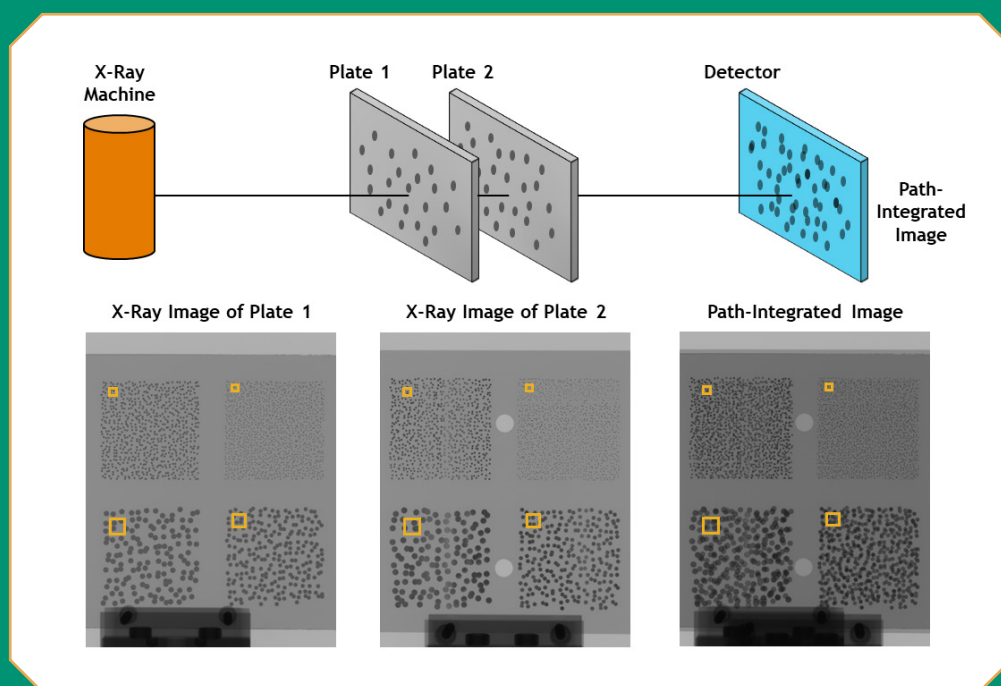 X-Ray
Machine
Plate 1
Plate 2
Detector
Path-
Integrated
Image
X-Ray Image of Plate 1
X-Ray Image of Plate 2
Path-Integrated Image